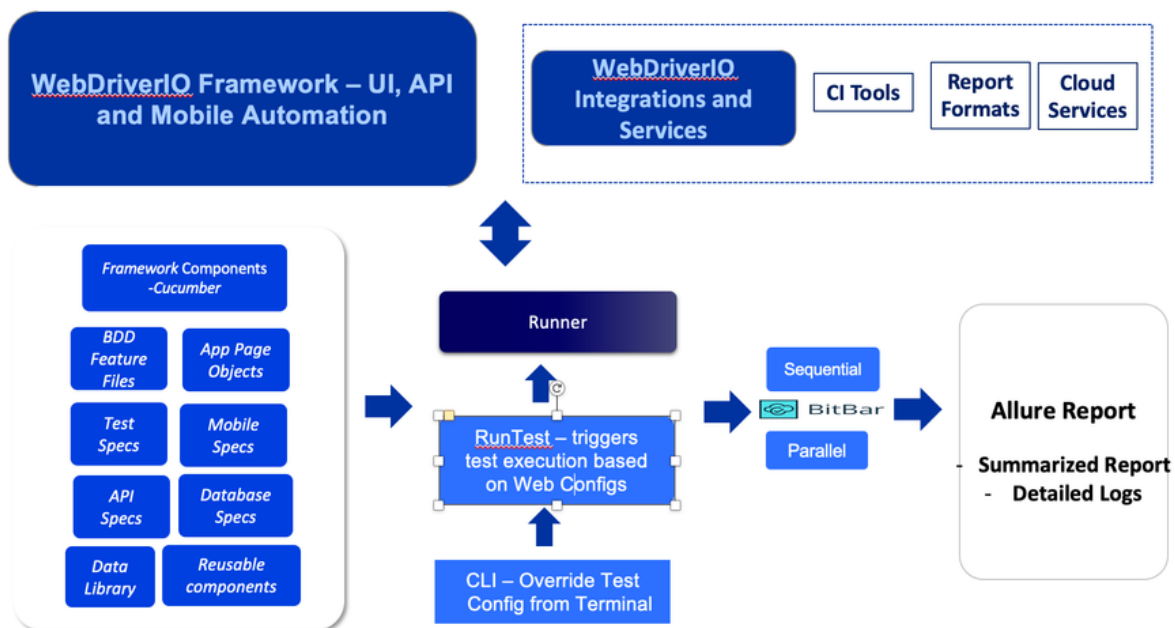 WebDriverIO Framework – UI, API
and Mobile Automation
WebDriverIO
Integrations and
Services
CI Tools
Report
Formats
Cloud
Services
Framework Components
-Cucumber
BDD
Feature
Files
App Page
Objects
Test
Specs
Mobile
Specs
API
Specs
Database
Specs
Data
Library
Reusable
components
Runner
RunTest – triggers
test execution based
on Web Configs
CLI – Override Test
Config from Terminal
Sequential
BitBar
Parallel
Allure Report
- Summarized Report
- Detailed Logs